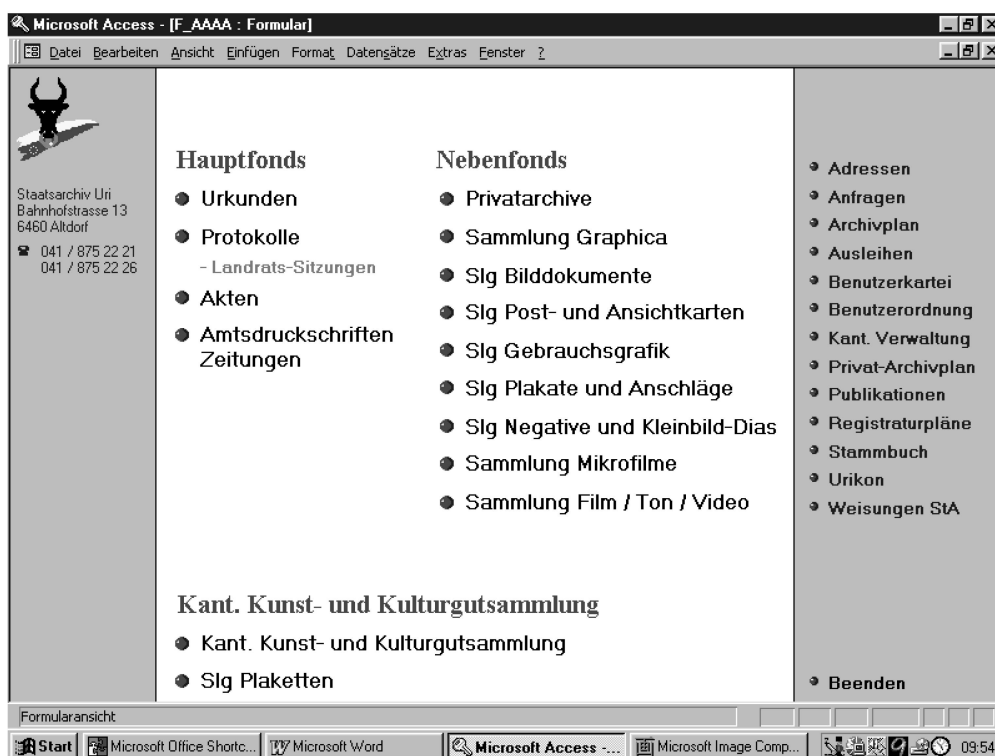 Microsoft Access - [F_AAAA : Formular]
Datei Bearbeiten Ansicht Einfügen Format Datensätze Extras Fenster ?
Staatsarchiv Uri
Bahnhofstrasse 13
6460 Altdorf
041 / 875 22 21
041 / 875 22 26
Hauptfonds
Urkunden
Protokolle
- Landrats-Sitzungen
Akten
Amtsdruckschriften
Zeitungen
Nebenfonds
Privatarchive
Sammlung Graphica
Slg Bilddokumente
Slg Post- und Ansichtkarten
Slg Gebrauchsgrafik
Slg Plakate und Anschläge
Slg Negative und Kleinbild-Dias
Sammlung Mikrofilme
Sammlung Film / Ton / Video
Kant. Kunst- und Kulturgutsammlung
Kant. Kunst- und Kulturgutsammlung
Slg Plaketten
Adressen
Anfragen
Archivplan
Ausleihen
Benutzerkartei
Benutzerordnung
Kant. Verwaltung
Privat-Archivplan
Publikationen
Registraturpläne
Stammbuch
Urikon
Weisungen StA
Beenden
Formularansicht
Start Microsoft Office Shortc... Microsoft Word Microsoft Access -... Microsoft Image Comp... 09:54